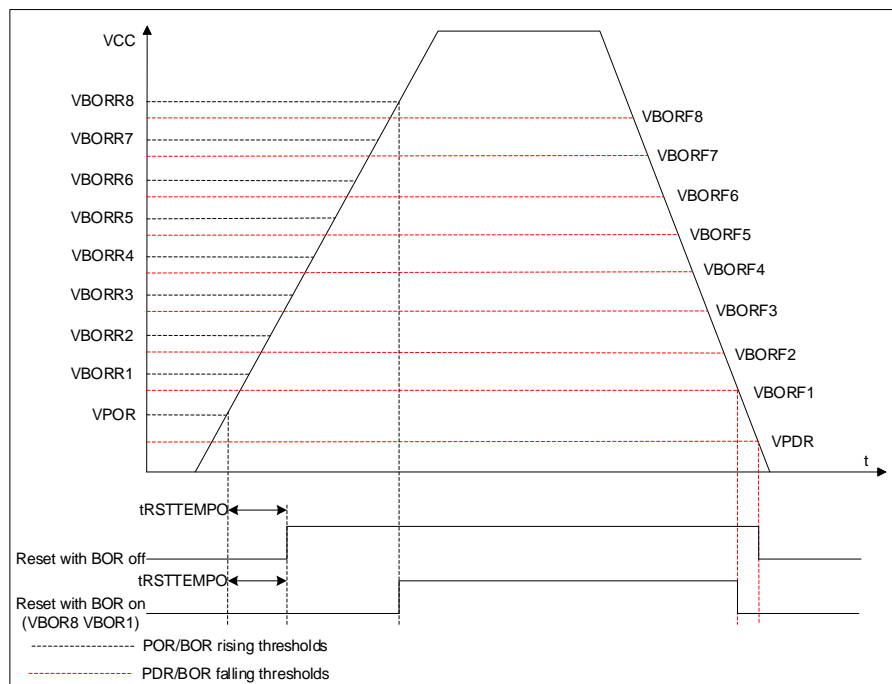 VCC
VBORR8
VBORR7
VBORR6
VBORR5
VBORR4
VBORR3
VBORR2
VBORR1
VPOR
VBORF8
VBORF7
VBORF6
VBORF5
VBORF4
VBORF3
VBORF2
VBORF1
VPDR
t
tRSTTEMPO
Reset with BOR off
tRSTTEMPO
Reset with BOR on
(VBOR8 VBOR1)
POR/BOR rising thresholds
PDR/BOR falling thresholds